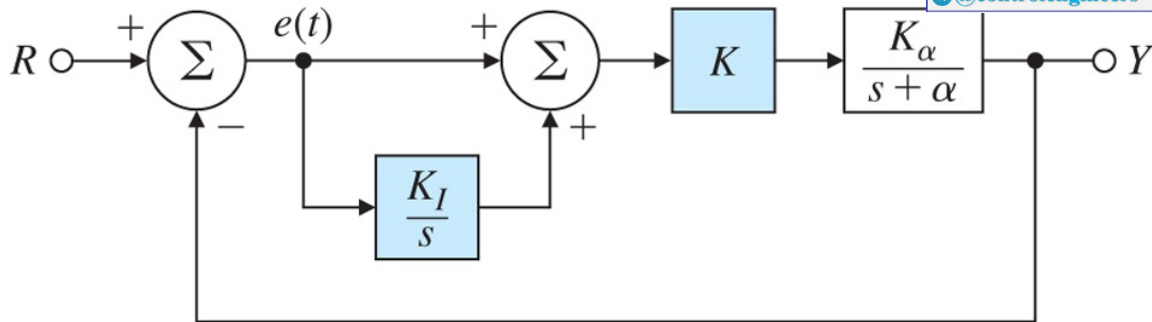 R + Σ − e(t) + Σ + K
K_α
s + α
Y
K_I
s